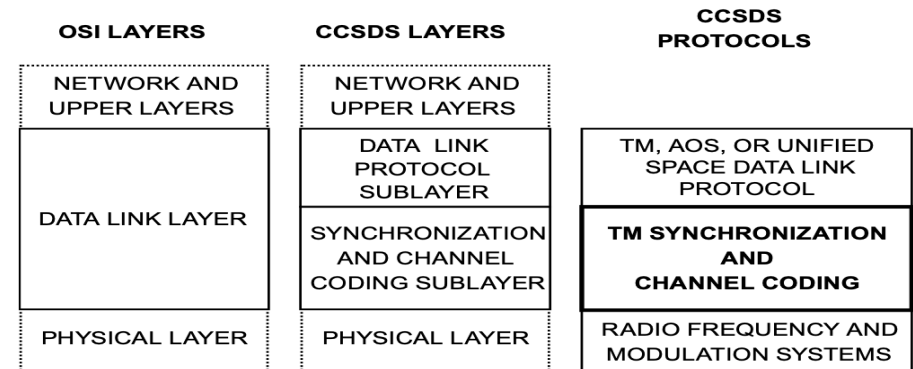 OSI LAYERS
CCSDS LAYERS
CCSDS
PROTOCOLS
NETWORK AND
UPPER LAYERS
NETWORK AND
UPPER LAYERS
DATA LINK LAYER
DATA LINK
PROTOCOL
SUBLAYER
TM, AOS, OR UNIFIED
SPACE DATA LINK
PROTOCOL
SYNCHRONIZATION
AND CHANNEL
CODING SUBLAYER
TM SYNCHRONIZATION
AND
CHANNEL CODING
PHYSICAL LAYER
PHYSICAL LAYER
RADIO FREQUENCY AND
MODULATION SYSTEMS